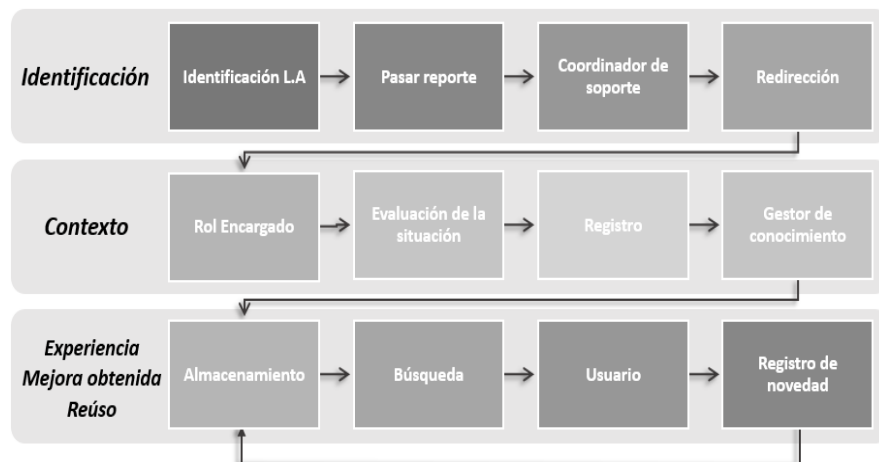 Identificación
Identificación L.A
Pasar reporte
Coordinador de
soporte
Redirección
Contexto
Rol Encargado
Evaluación de la
situación
Registro
Gestor de
conocimiento
Experiencia
Mejora obtenida
Reúso
Almacenamiento
Búsqueda
Usuario
Registro de
novedad